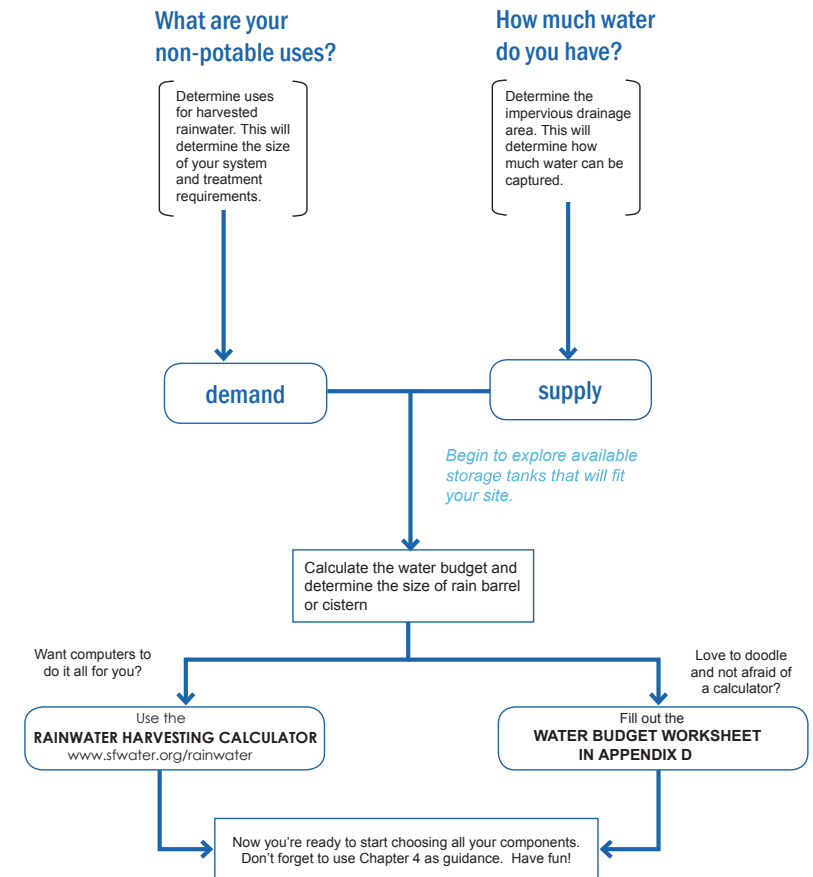 What are your
non-potable uses?
How much water
do you have?
Determine uses
for harvested
rainwater. This will
determine the size
of your system
and treatment
requirements.
Determine the
impervious drainage
area. This will
determine how
much water can be
captured.
demand
supply
Begin to explore available
storage tanks that will fit
your site.
Calculate the water budget and
determine the size of rain barrel
or cistern
Want computers to
do it all for you?
Love to doodle
and not afraid of
a calculator?
Use the
RAINWATER HARVESTING CALCULATOR
www.sfwater.org/rainwater
Fill out the
WATER BUDGET WORKSHEET
IN APPENDIX D
Now you're ready to start choosing all your components.
Don't forget to use Chapter 4 as guidance. Have fun!